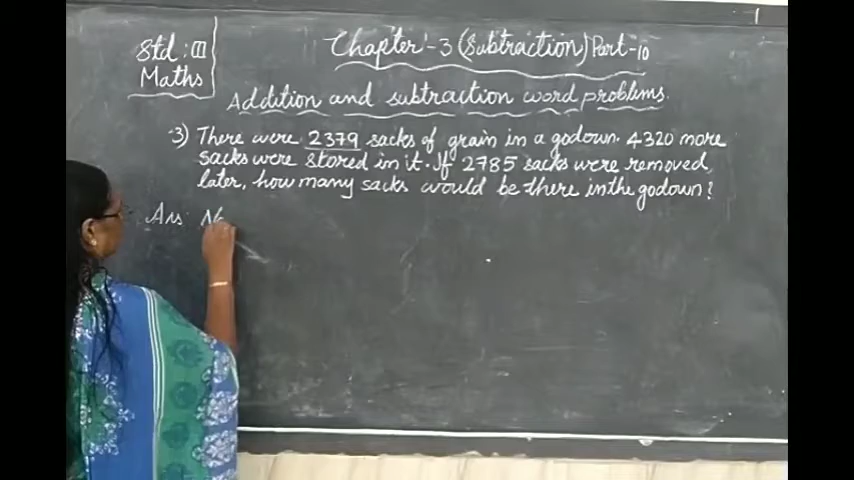 Std: III
Maths
Chapter-3 (Subtraction) Part-10
Addition and subtraction word problems.
3) There were 2379 sacks of grain in a godown. 4320 more
sacks were stored in it. If 2785 sacks were removed,
later, how many sacks would be there in the godown?
Ans: N